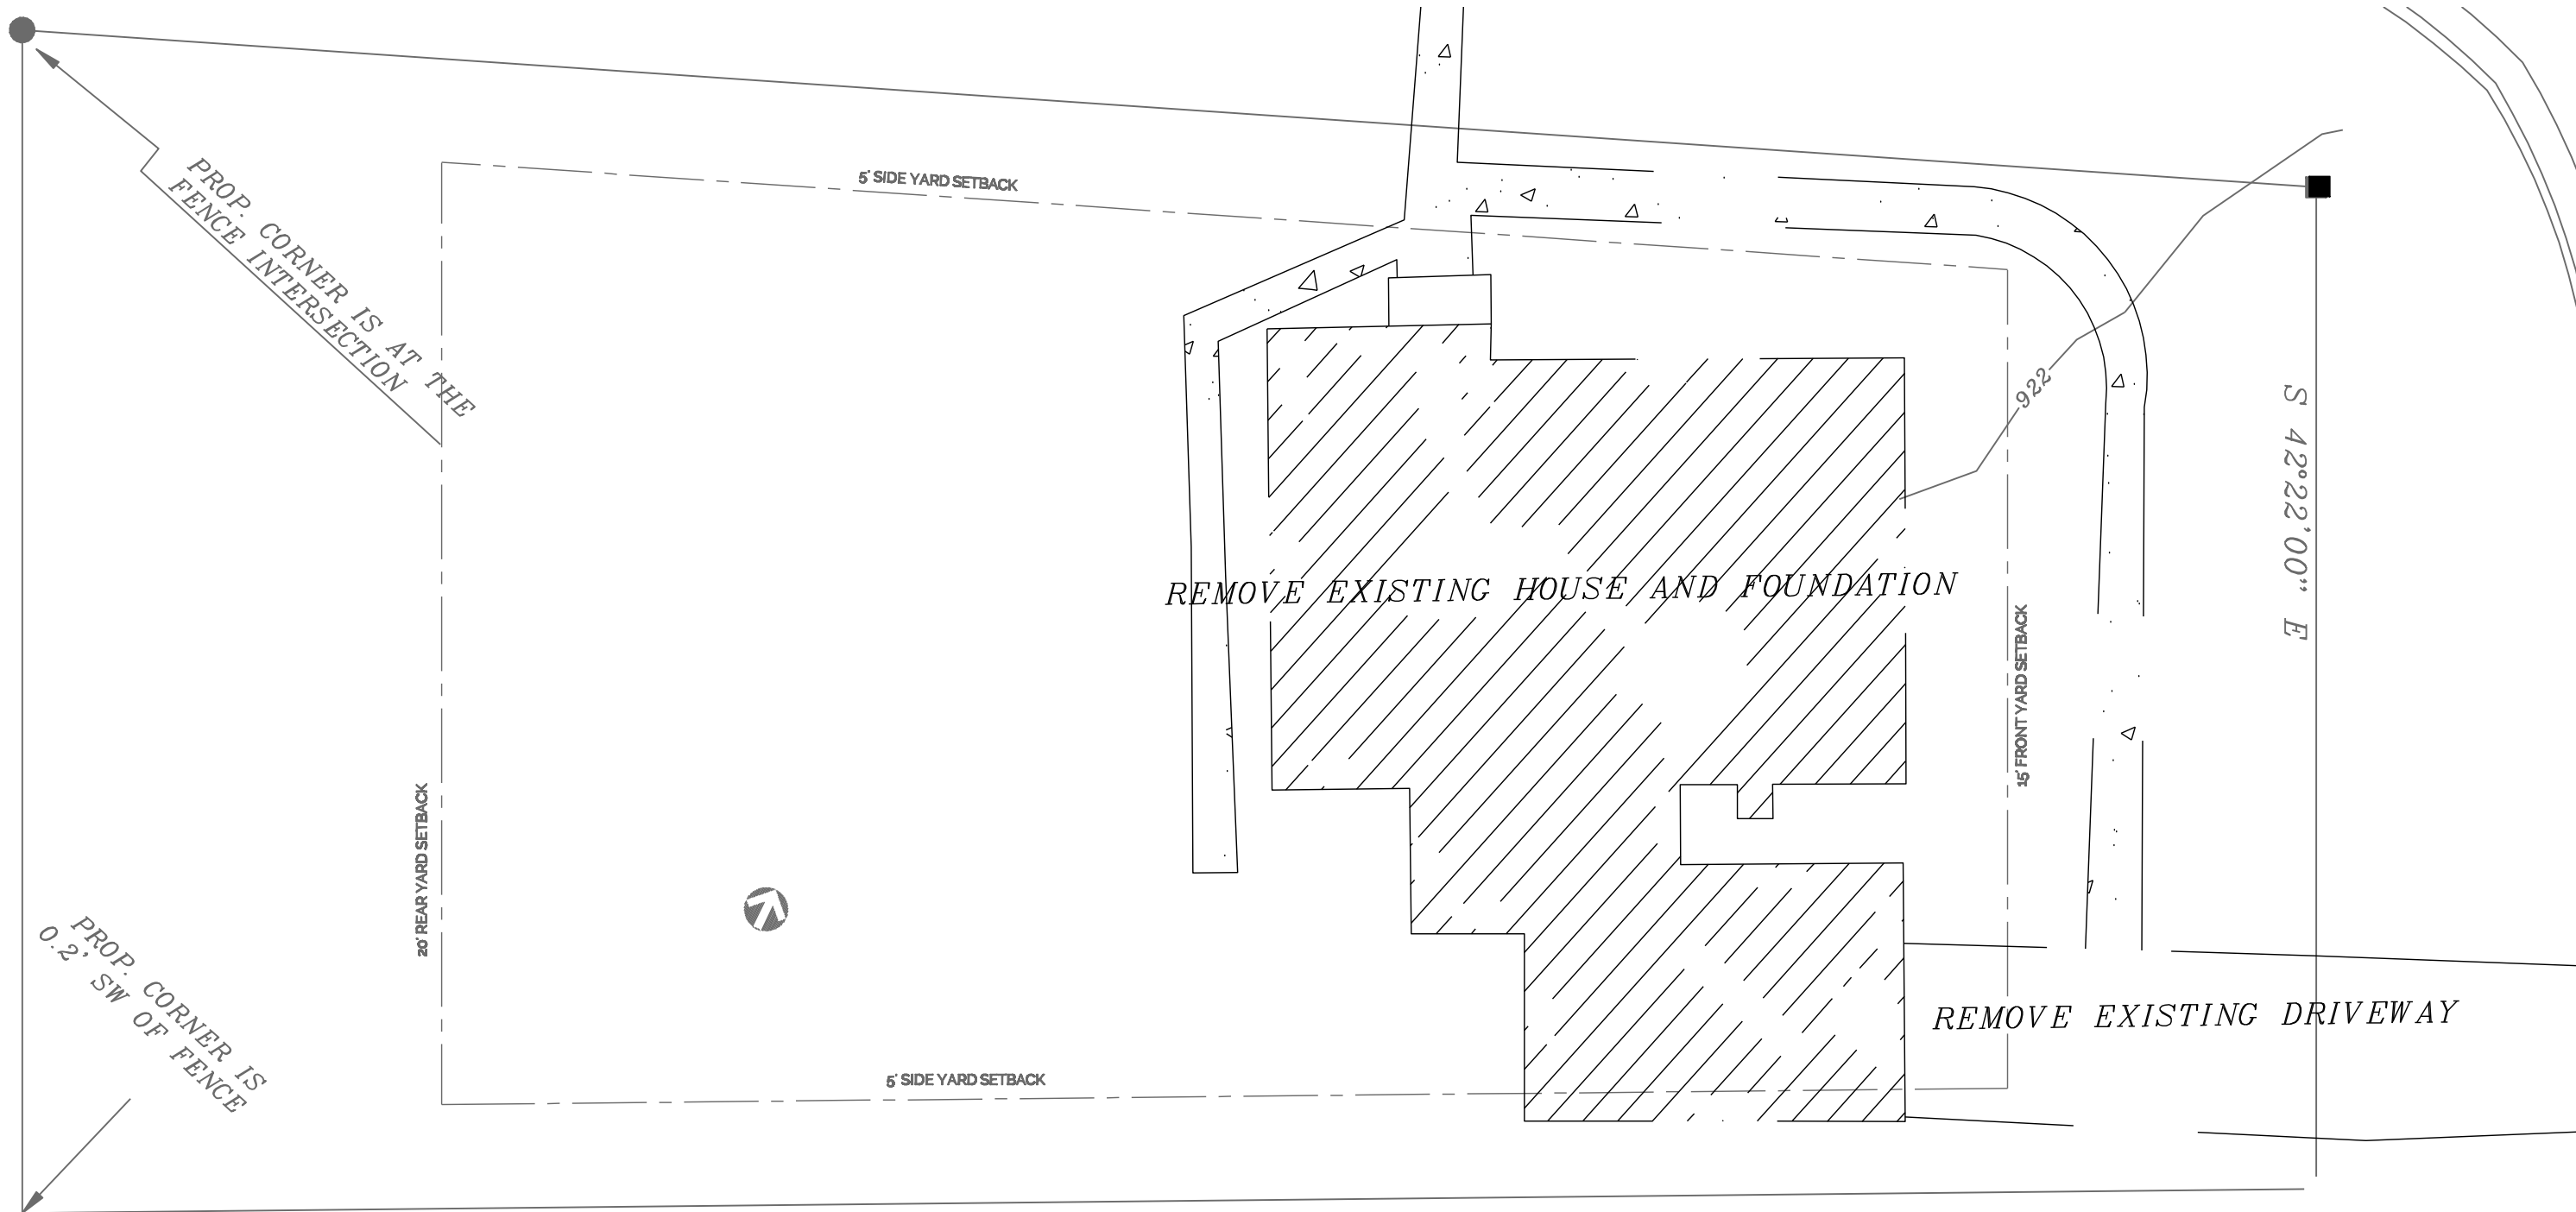 5' SIDE YARD SETBACK
PROP. CORNER IS AT THE
FENCE INTERSECTION
922
S 42°22'00" E
REMOVE EXISTING HOUSE AND FOUNDATION
15' FRONT YARD SETBACK
20' REAR YARD SETBACK
PROP. CORNER IS
0.2' SW OF FENCE
REMOVE EXISTING DRIVEWAY
5' SIDE YARD SETBACK